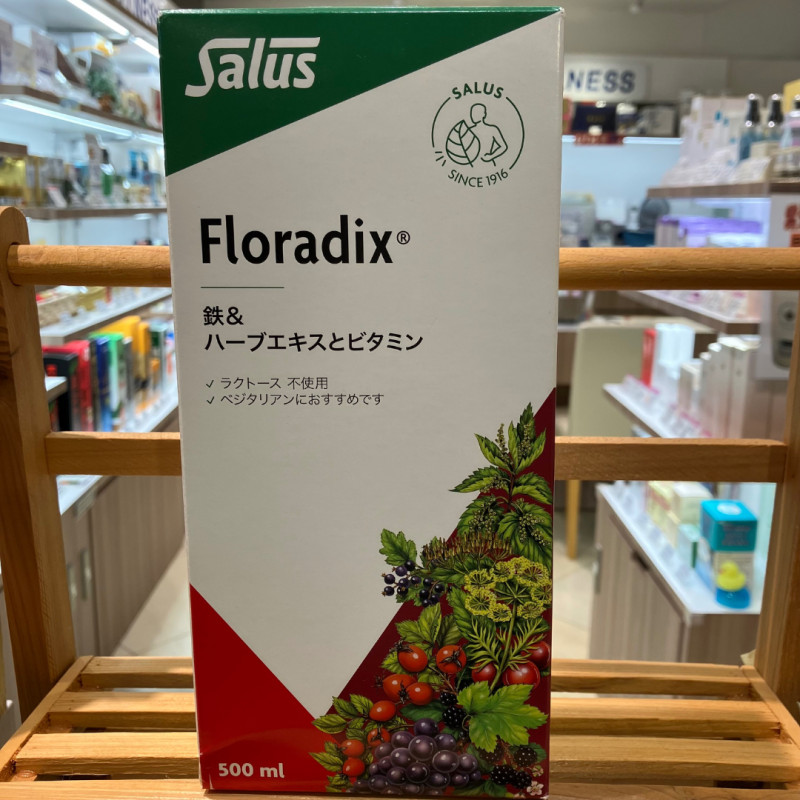 Salus
SALUS
SINCE 1916
NESS
Floradix®
鉄&
ハーブエキスとビタミン
✓ ラクトース 不使用
✓ ベジタリアンにおすすめです
500 ml